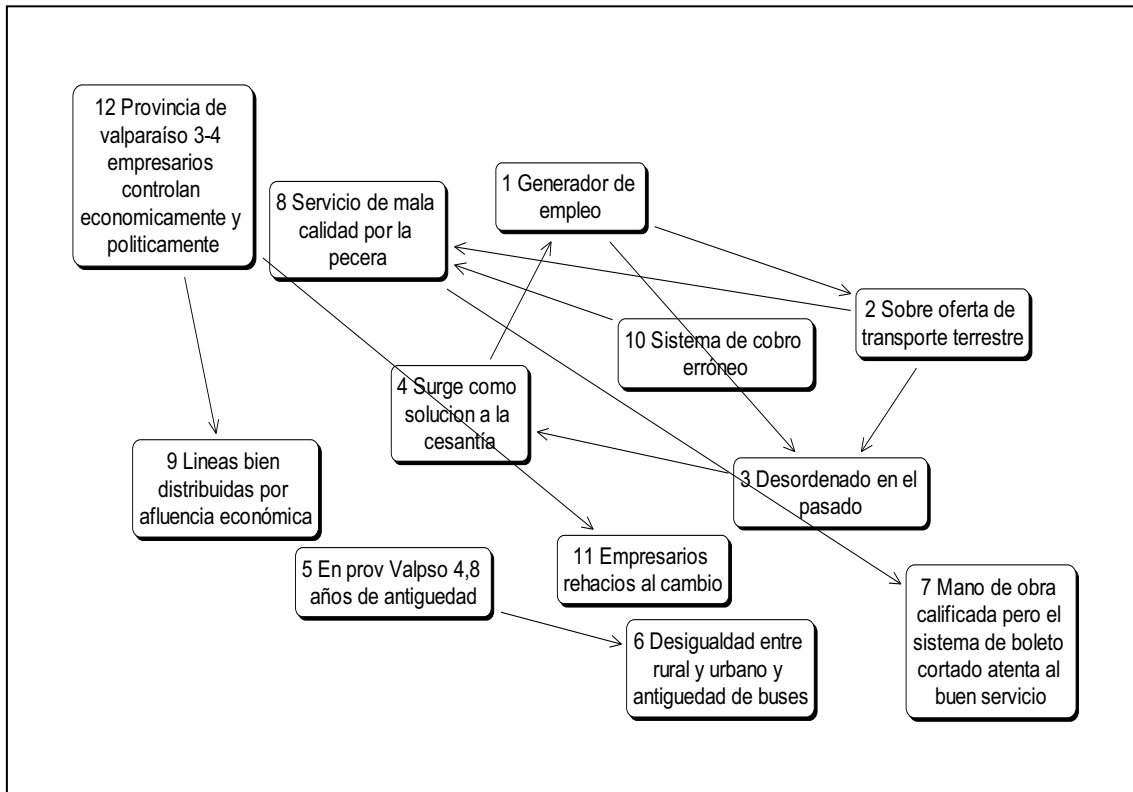 12 Provincia de
valparaíso 3-4
empresarios
controlan
economicamente y
politicamente
1 Generador de
empleo
8 Servicio de mala
calidad por la
pecera
2 Sobre oferta de
transporte terrestre
10 Sistema de cobro
erróneo
4 Surge como
solucion a la
cesantía
9 Lineas bien
distribuidas por
afluencia económica
3 Desordenado en el
pasado
11 Empresarios
rehacios al cambio
5 En prov Valpso 4,8
años de antiguedad
7 Mano de obra
calificada pero el
sistema de boleto
cortado atenta al
buen servicio
6 Desigualdad entre
rural y urbano y
antiguedad de buses